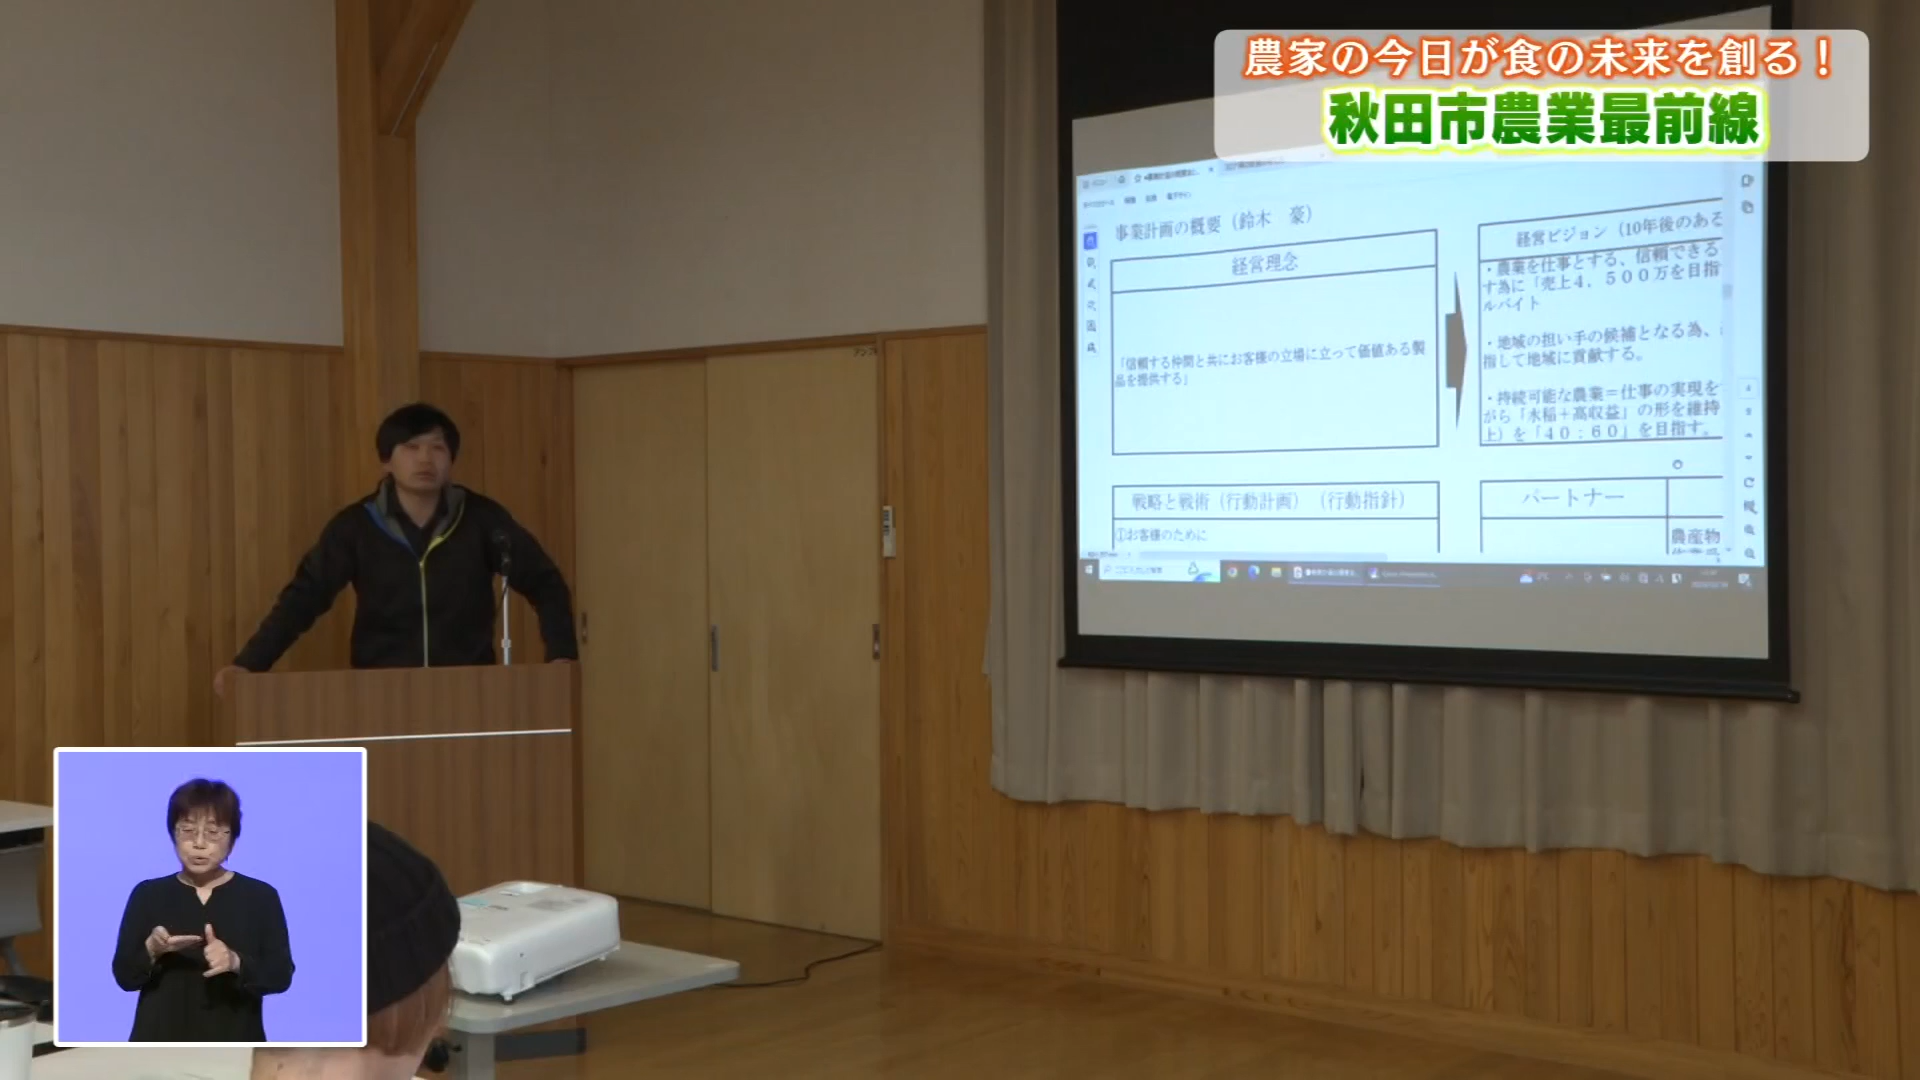 農家の今日が食の未来を創る！
秋田市農業最前線
事業計画の概要（鈴木　豪）
経営理念
「信頼する仲間と共にお客様の立場に立って価値ある製
品を提供する」
経営ビジョン（10年後のある
・農業を仕事とする、信頼できる
す為に「売上４，５００万を目指
ルバイト
・地域の担い手の候補となる為、
指して地域に貢献する。
・持続可能な農業＝仕事の実現を
がら「水稲＋高収益」の形を維持
上）を「４０：６０」を目指す。
戦略と戦術（行動計画）（行動指針）
①お客様のために
パートナー
農産物